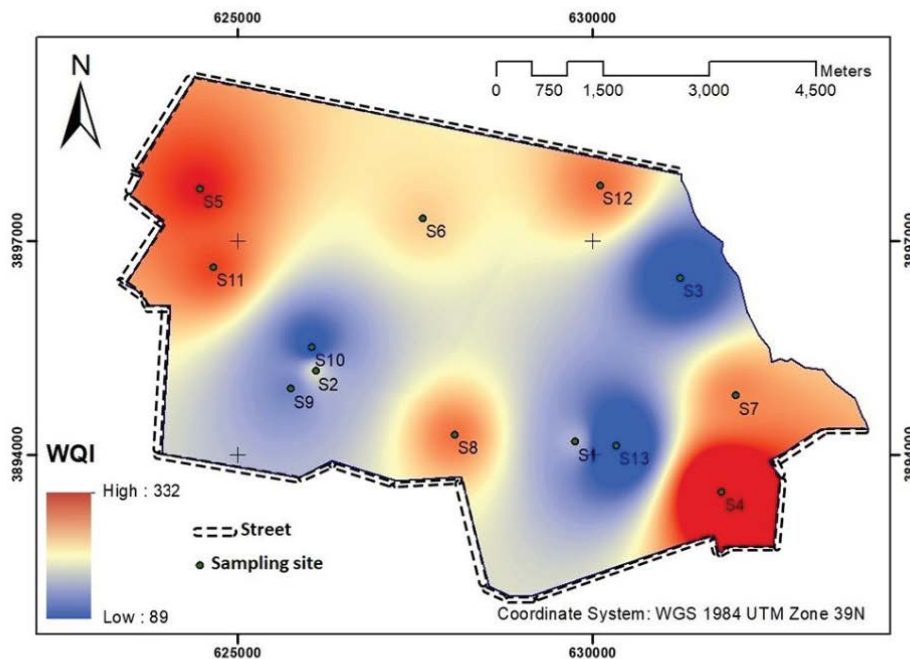 625000 630000
N
Meters
0 750 1,500 3,000 4,500
S5
S12
S6
3897000 3897000
S11
S3
S10
S2
S9
S7
S8
S1
S13
3894000 3894000
S4
WQI
High : 332
Street
Sampling site
Low : 89
Coordinate System: WGS 1984 UTM Zone 39N
625000 630000